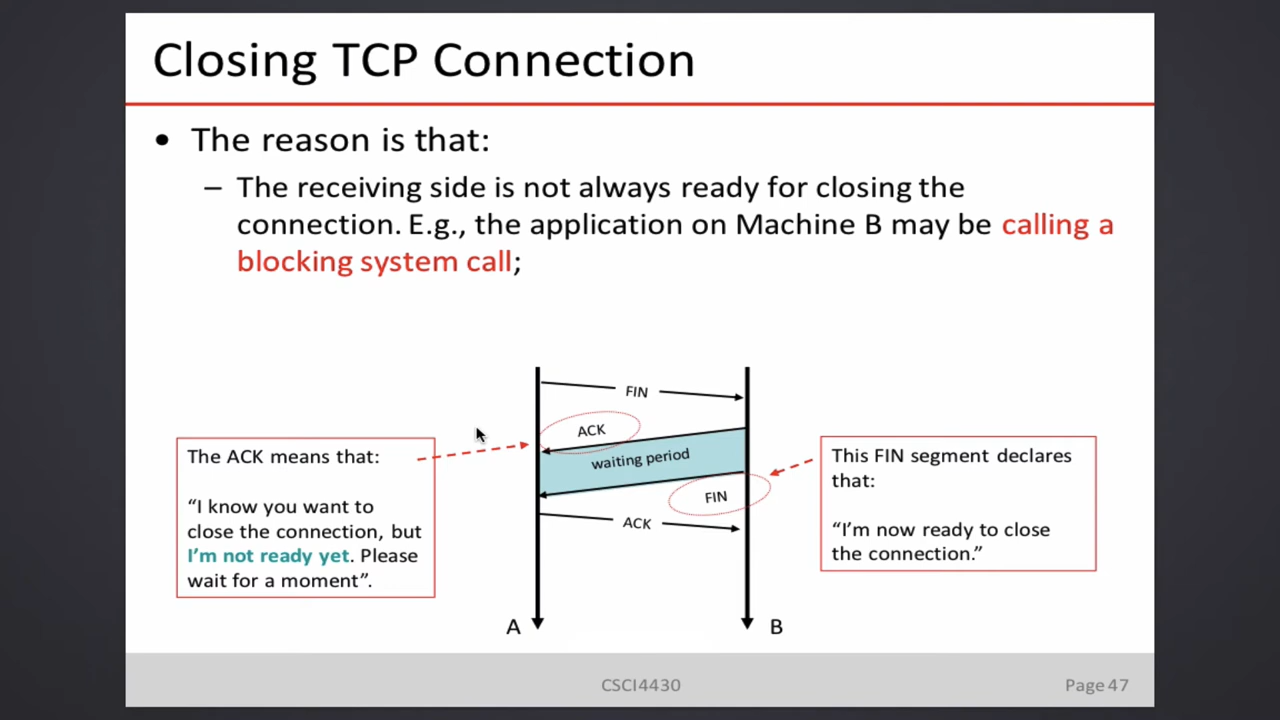 Closing TCP Connection
• The reason is that:
– The receiving side is not always ready for closing the
connection. E.g., the application on Machine B may be calling a
blocking system call;
FIN
ACK
waiting period
FIN
ACK
The ACK means that:
“I know you want to
close the connection, but
I’m not ready yet. Please
wait for a moment”.
This FIN segment declares
that:
“I’m now ready to close
the connection.”
A
B
CSCI4430
Page 47